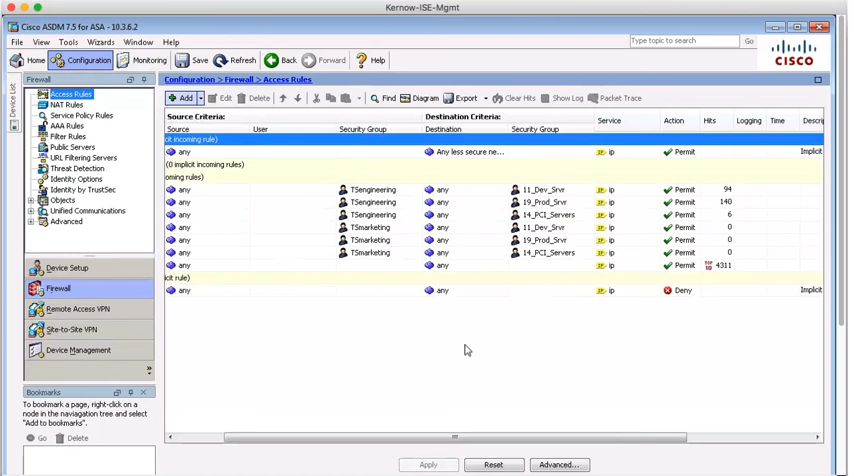 Kernow-ISE-Mgmt
Cisco ASDM 7.5 for ASA - 10.3.6.2
File View Tools Wizards Window Help
Type to search Go
CISCO
Home Configuration Monitoring Save Refresh Back Forward Help
Device List
Firewall
Access Rules
NAT Rules
Service Policy Rules
AAA Rules
Filter Rules
Public Servers
URL Filtering Servers
Threat Detection
Identity Options
Identity by TrustSec
Objects
Unified Communications
Advanced
Device Setup
Firewall
Remote Access VPN
Site-to-Site VPN
Device Management
Bookmarks
To bookmark a page, right-click on a
node in the navigation tree and select
"Add to bookmarks".
Go Delete
Configuration > Firewall > Access Rules
Add Edit Delete Find Diagram Export Clear Hits Show Log Packet Trace
Source Criteria: Destination Criteria:
Source User Security Group Destination Security Group Service Action Hits Logging Time Descri
cit incoming rule)
any Any less secure ne... ip Permit Implicit
(0 implicit incoming rules)
oming rules)
any TSengineering any 11_Dev_Srvr ip Permit 94
any TSengineering any 19_Prod_Srvr ip Permit 140
any TSengineering any 14_PCI_Servers ip Permit 6
any TSmarketing any 11_Dev_Srvr ip Permit 0
any TSmarketing any 19_Prod_Srvr ip Permit 0
any TSmarketing any 14_PCI_Servers ip Permit 0
any any ip Permit TOP 10 4311
cit rule)
any any ip Deny Implicit
Apply Reset Advanced...